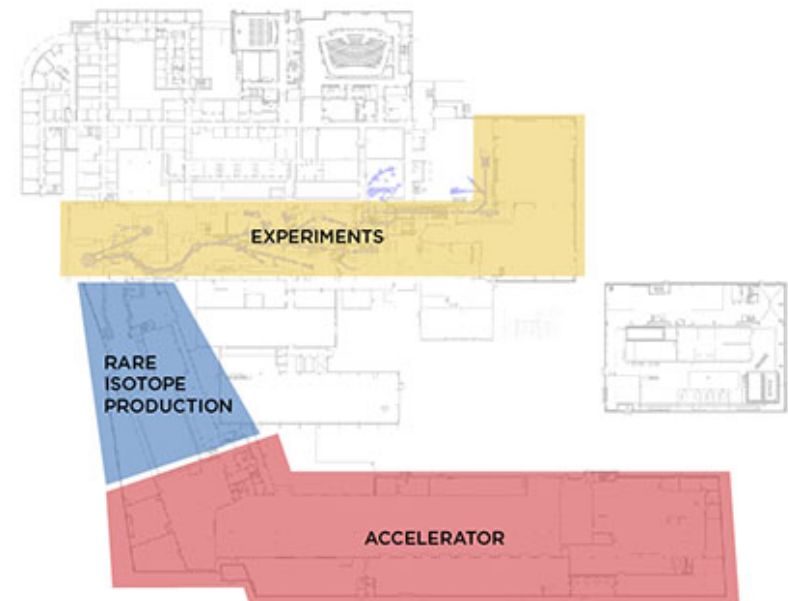 EXPERIMENTS
RARE
ISOTOPE
PRODUCTION
ACCELERATOR